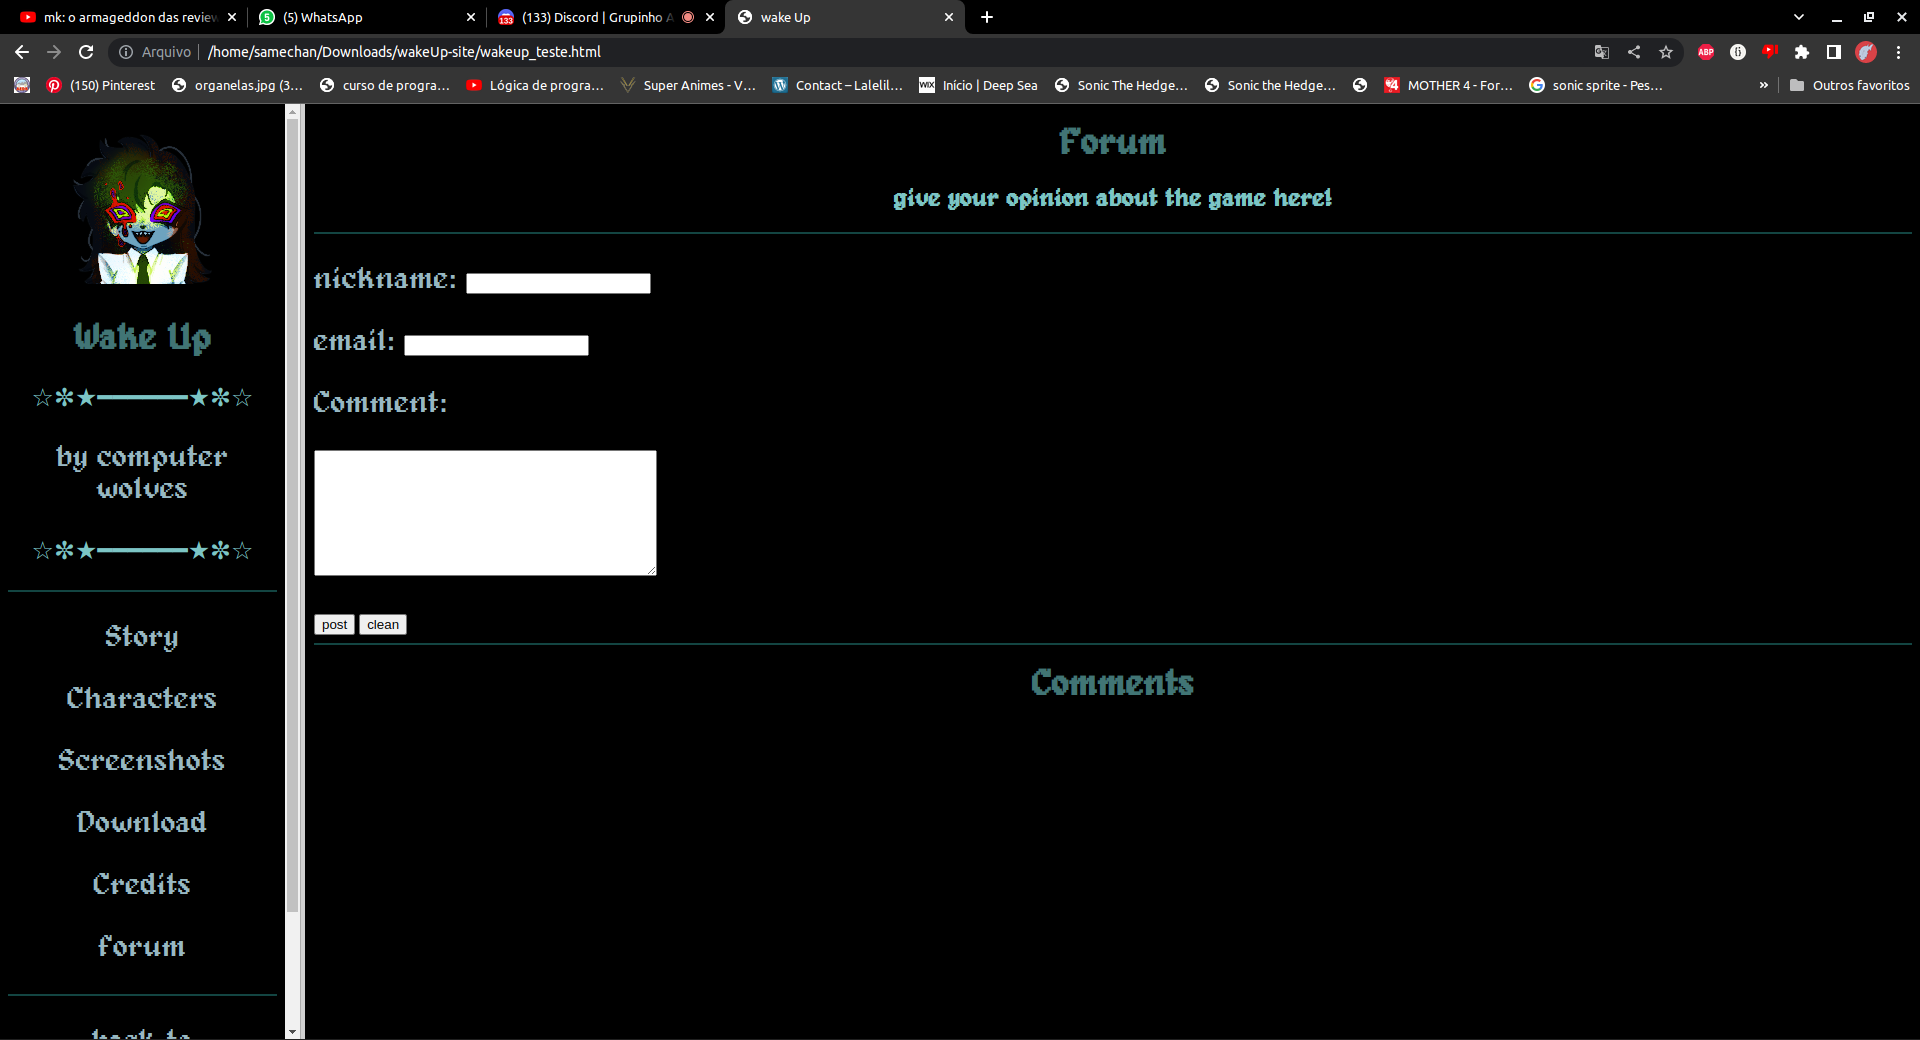 mk: o armageddon das review
(5) WhatsApp
(133) Discord | Grupinho A
wake Up
Arquivo
/home/samechan/Downloads/wakeUp-site/wakeup_teste.html
(150) Pinterest
organelas.jpg (3...
curso de progra...
Lógica de progra...
Super Animes - V...
Contact – Lalelil...
Início | Deep Sea
Sonic The Hedge...
Sonic the Hedge...
MOTHER 4 - For...
sonic sprite - Pes...
»
Outros favoritos
Wake Up
☆✼★━━━━━━★✼☆
by computer
wolves
☆✼★━━━━━━★✼☆
Story
Characters
Screenshots
Download
Credits
forum
back to
Forum
give your opinion about the game here!
nickname:
email:
Comment:
post clean
Comments